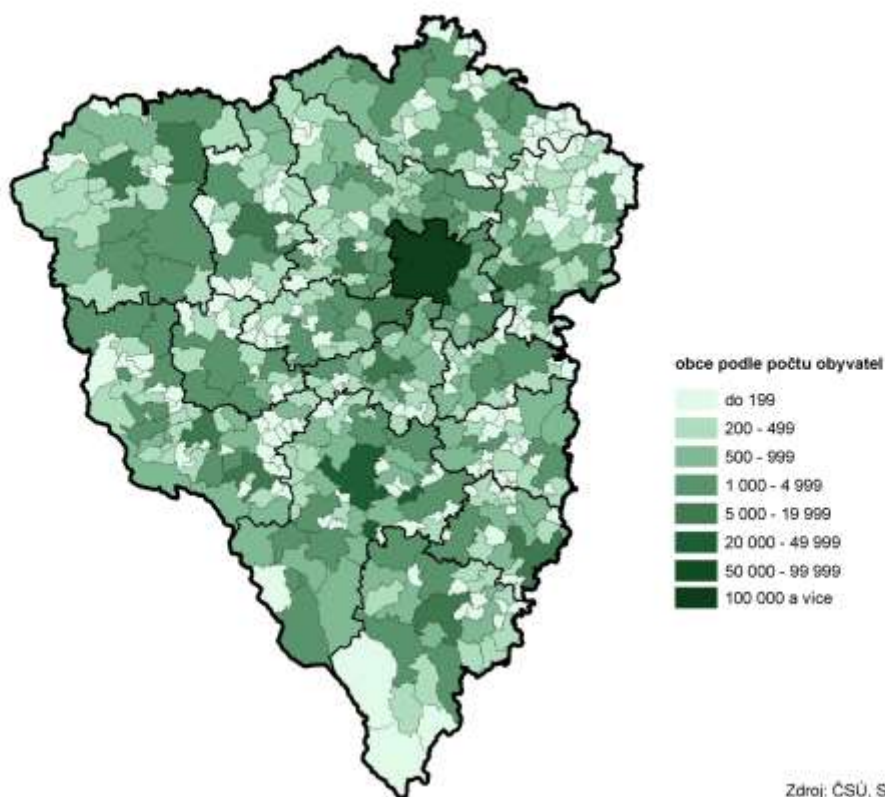 obce podle počtu obyvatel
do 199
200 - 499
500 - 999
1 000 - 4 999
5 000 - 19 999
20 000 - 49 999
50 000 - 99 999
100 000 a více
Zdroj: ČSÚ, S